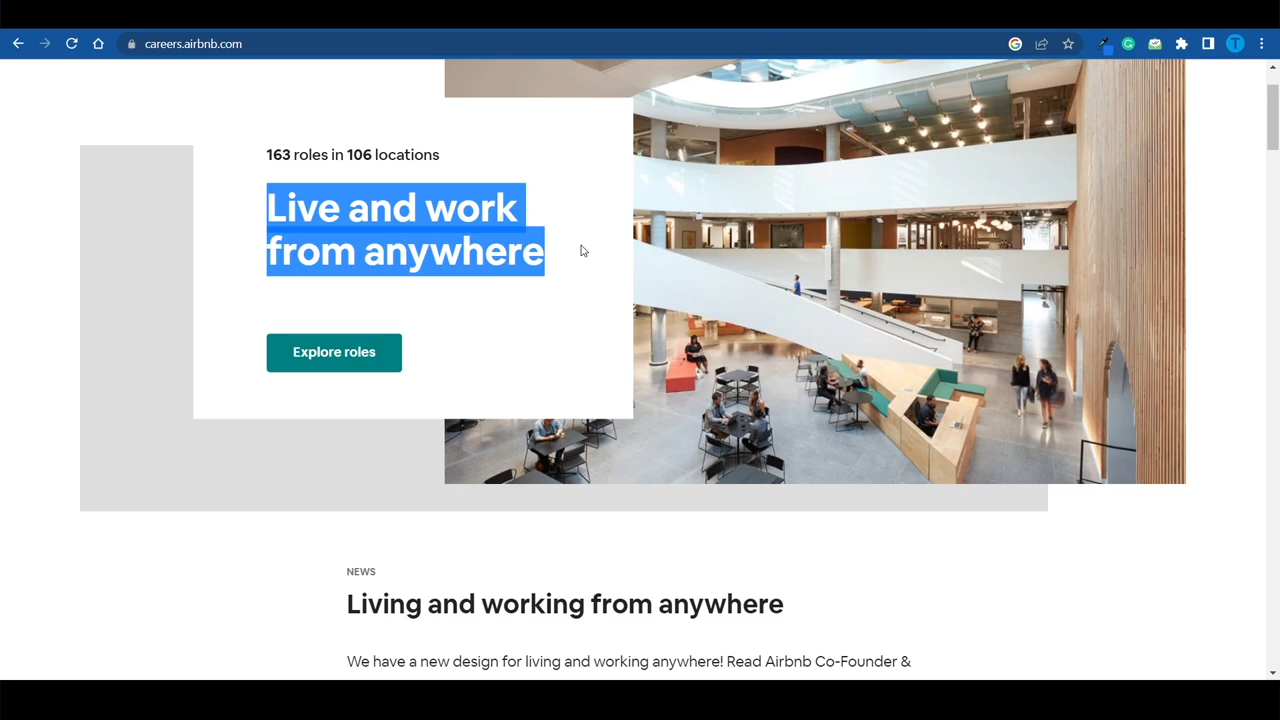 careers.airbnb.com
T
163 roles in 106 locations
Live and work
from anywhere
Explore roles
NEWS
Living and working from anywhere
We have a new design for living and working anywhere! Read Airbnb Co-Founder &